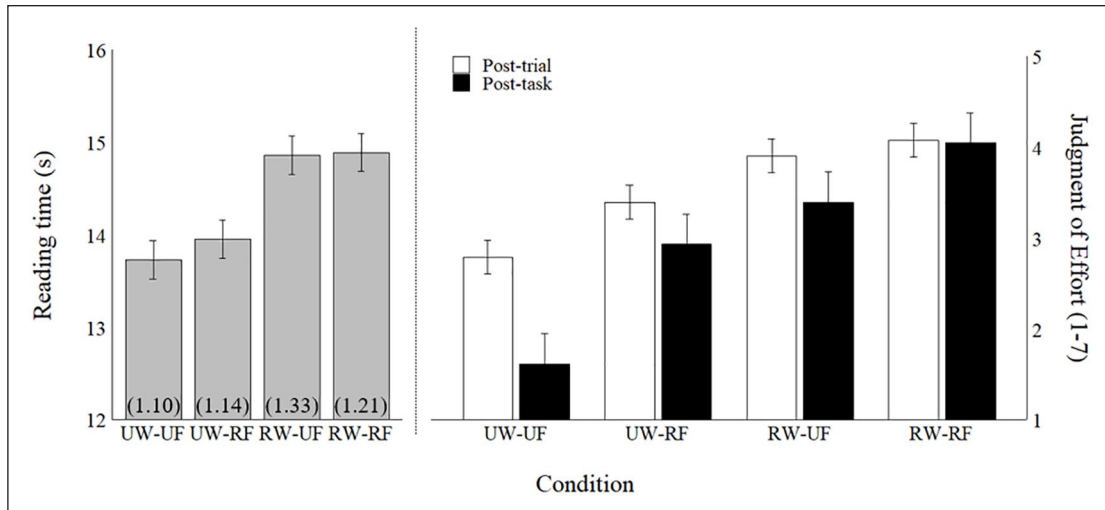 Reading time (s)
16
15
14
13
12
(1.10) (1.14) (1.33) (1.21)
UW-UF UW-RF RW-UF RW-RF
Post-trial
Post-task
UW-UF UW-RF RW-UF RW-RF
5
4
3
2
1
Judgment of Effort (1-7)
Condition